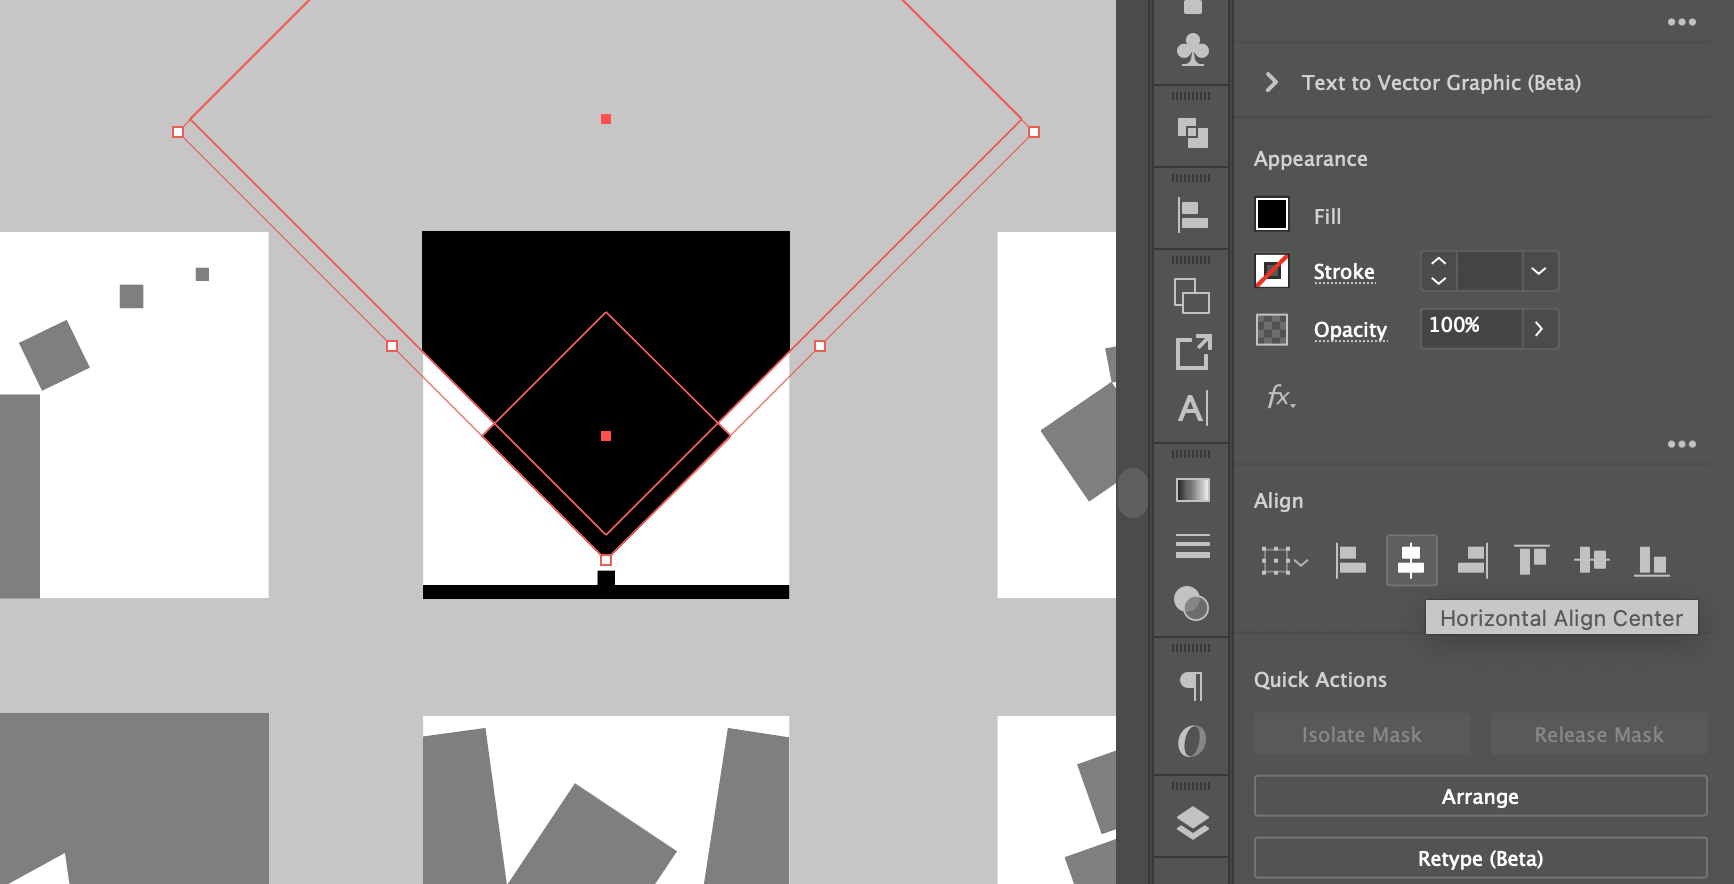 Text to Vector Graphic (Beta)
Appearance
Fill
Stroke
Opacity
100%
fx
Align
Horizontal Align Center
Quick Actions
Isolate Mask
Release Mask
Arrange
Retype (Beta)